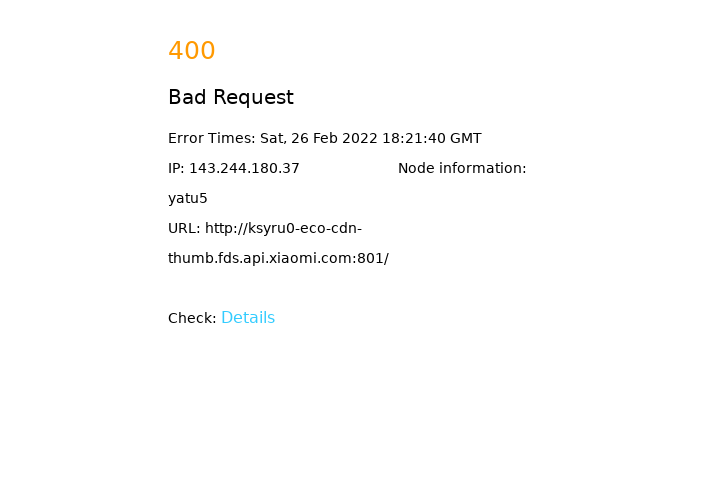 400
Bad Request
Error Times: Sat, 26 Feb 2022 18:21:40 GMT
IP: 143.244.180.37 Node information:
yatu5
URL: http://ksyru0-eco-cdn-
thumb.fds.api.xiaomi.com:801/
Check: Details